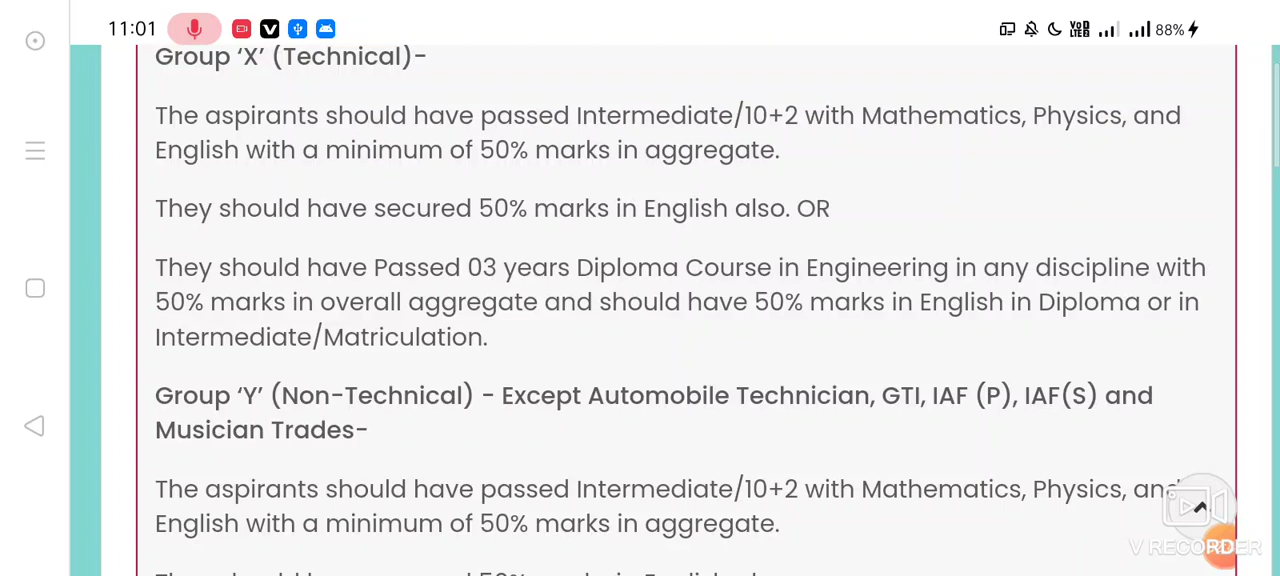 11:01
VoD
LTEB
88%
Group ‘X’ (Technical)-
The aspirants should have passed Intermediate/10+2 with Mathematics, Physics, and
English with a minimum of 50% marks in aggregate.
They should have secured 50% marks in English also. OR
They should have Passed 03 years Diploma Course in Engineering in any discipline with
50% marks in overall aggregate and should have 50% marks in English in Diploma or in
Intermediate/Matriculation.
Group ‘Y’ (Non-Technical) - Except Automobile Technician, GTI, IAF (P), IAF(S) and
Musician Trades-
The aspirants should have passed Intermediate/10+2 with Mathematics, Physics, and
English with a minimum of 50% marks in aggregate.
V RECORDER